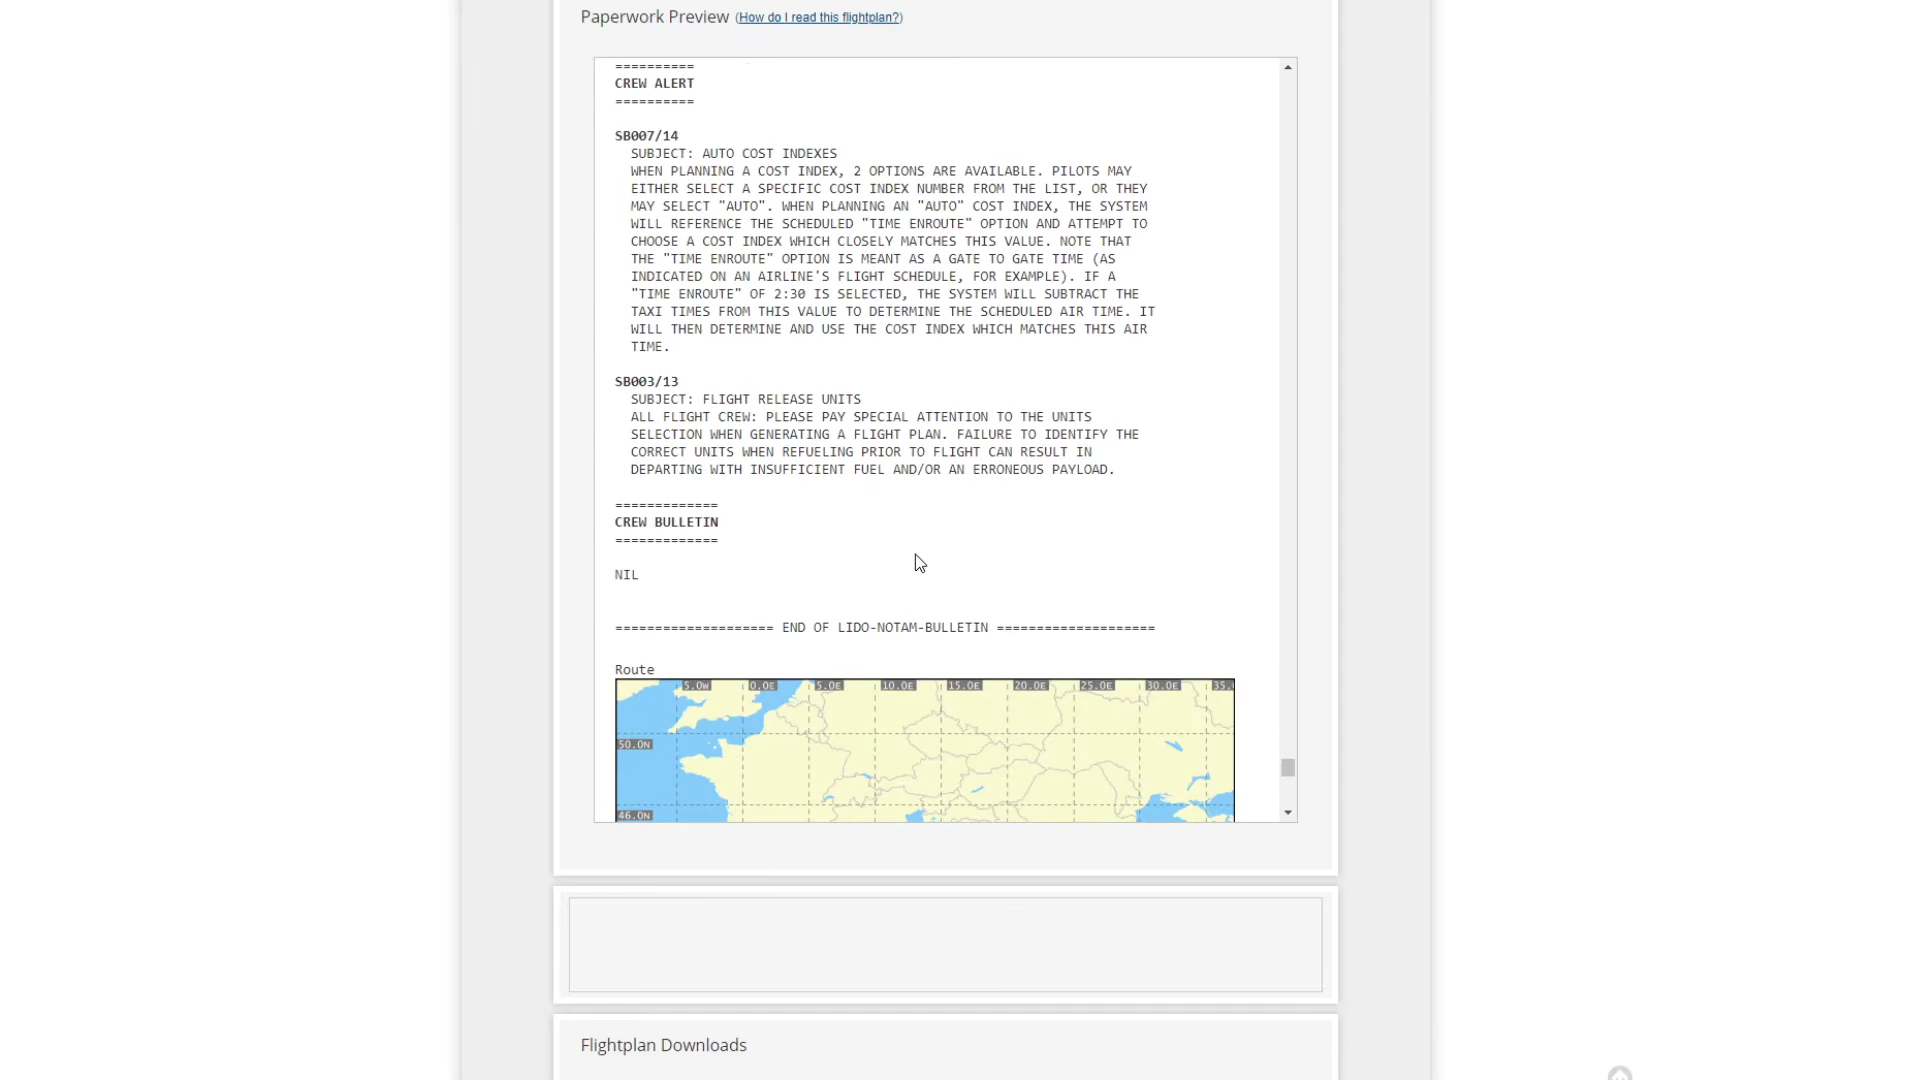 Paperwork Preview (How do I read this flightplan?)
==========
CREW ALERT
==========
SB007/14
SUBJECT: AUTO COST INDEXES
WHEN PLANNING A COST INDEX, 2 OPTIONS ARE AVAILABLE. PILOTS MAY
EITHER SELECT A SPECIFIC COST INDEX NUMBER FROM THE LIST, OR THEY
MAY SELECT "AUTO". WHEN PLANNING AN "AUTO" COST INDEX, THE SYSTEM
WILL REFERENCE THE SCHEDULED "TIME ENROUTE" OPTION AND ATTEMPT TO
CHOOSE A COST INDEX WHICH CLOSELY MATCHES THIS VALUE. NOTE THAT
THE "TIME ENROUTE" OPTION IS MEANT AS A GATE TO GATE TIME (AS
INDICATED ON AN AIRLINE'S FLIGHT SCHEDULE, FOR EXAMPLE). IF A
"TIME ENROUTE" OF 2:30 IS SELECTED, THE SYSTEM WILL SUBTRACT THE
TAXI TIMES FROM THIS VALUE TO DETERMINE THE SCHEDULED AIR TIME. IT
WILL THEN DETERMINE AND USE THE COST INDEX WHICH MATCHES THIS AIR
TIME.
SB003/13
SUBJECT: FLIGHT RELEASE UNITS
ALL FLIGHT CREW: PLEASE PAY SPECIAL ATTENTION TO THE UNITS
SELECTION WHEN GENERATING A FLIGHT PLAN. FAILURE TO IDENTIFY THE
CORRECT UNITS WHEN REFUELING PRIOR TO FLIGHT CAN RESULT IN
DEPARTING WITH INSUFFICIENT FUEL AND/OR AN ERRONEOUS PAYLOAD.
=============
CREW BULLETIN
=============
NIL
==================== END OF LIDO-NOTAM-BULLETIN ====================
Route
5.0W 0.0E 5.0E 10.0E 15.0E 20.0E 25.0E 30.0E 35.
50.0N
46.0N
Flightplan Downloads